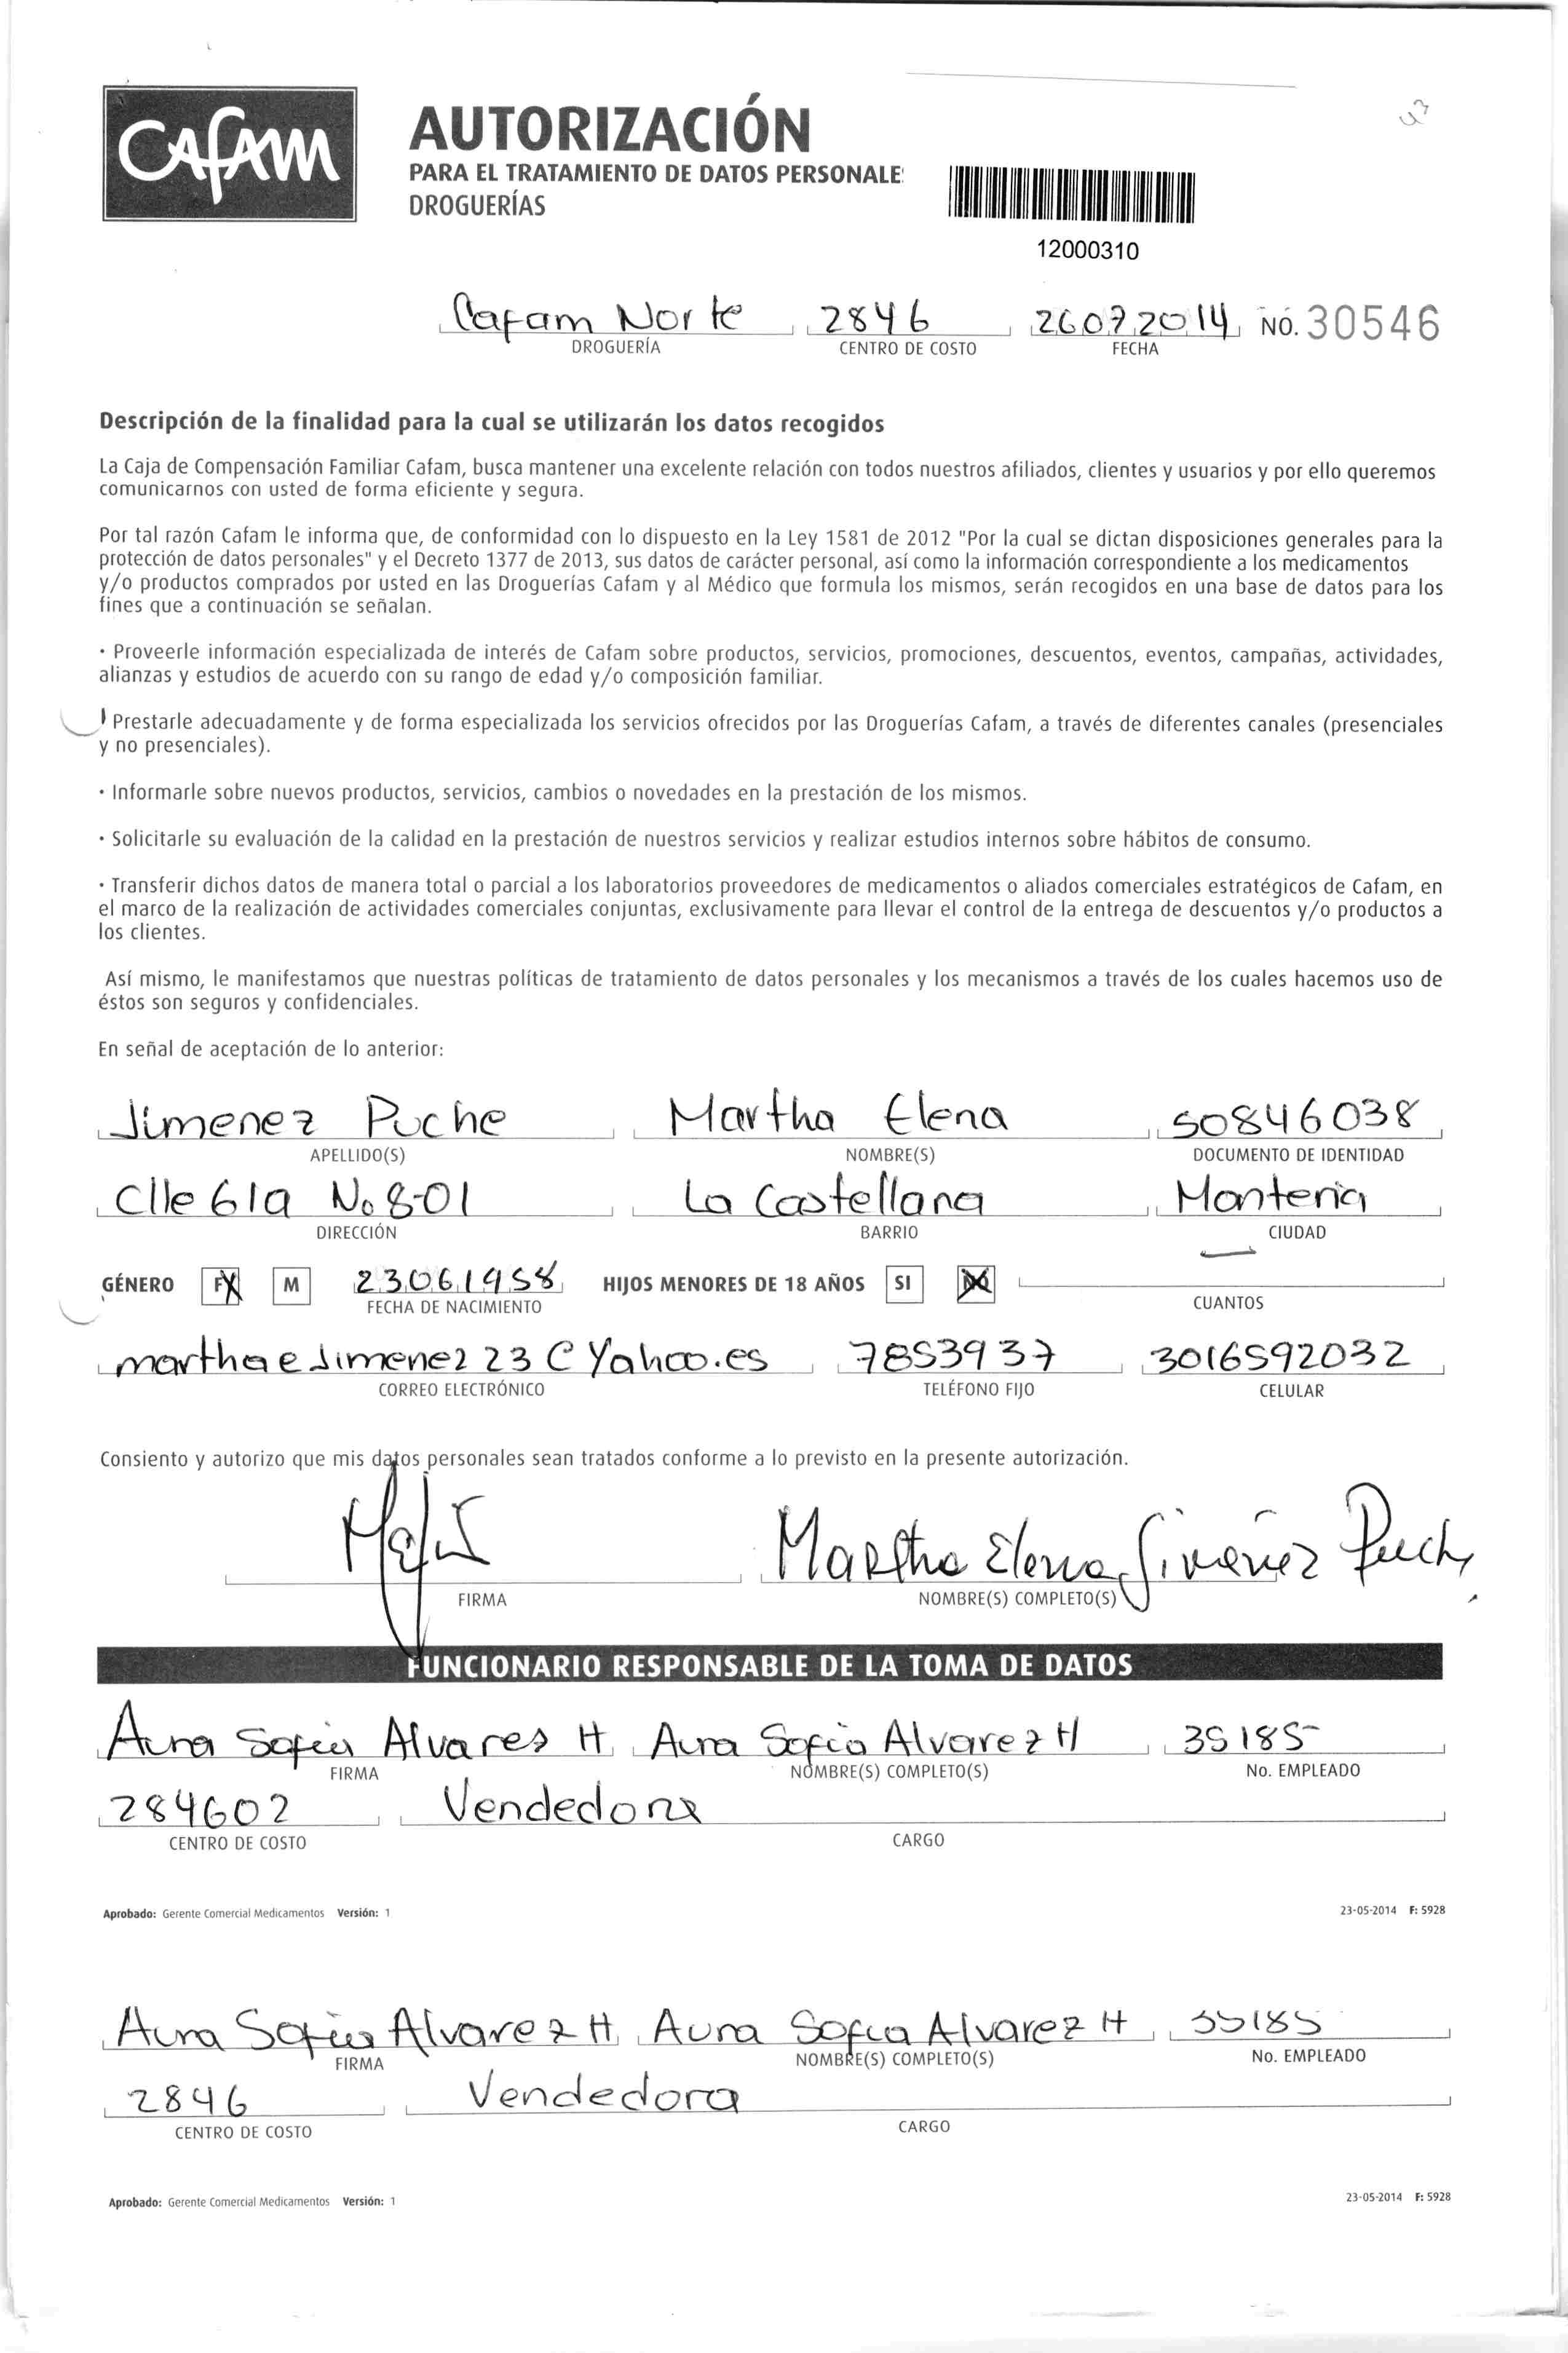 CAFAM
AUTORIZACIÓN
PARA EL TRATAMIENTO DE DATOS PERSONALE
DROGUERÍAS
12000310
Cafam Norte 2846 26072014 NO. 30546
DROGUERÍA CENTRO DE COSTO FECHA
Descripción de la finalidad para la cual se utilizarán los datos recogidos
La Caja de Compensación Familiar Cafam, busca mantener una excelente relación con todos nuestros afiliados, clientes y usuarios y por ello queremos
comunicarnos con usted de forma eficiente y segura.
Por tal razón Cafam le informa que, de conformidad con lo dispuesto en la Ley 1581 de 2012 "Por la cual se dictan disposiciones generales para la
protección de datos personales" y el Decreto 1377 de 2013, sus datos de carácter personal, así como la información correspondiente a los medicamentos
y/o productos comprados por usted en las Droguerías Cafam y al Médico que formula los mismos, serán recogidos en una base de datos para los
fines que a continuación se señalan.
· Proveerle información especializada de interés de Cafam sobre productos, servicios, promociones, descuentos, eventos, campañas, actividades,
alianzas y estudios de acuerdo con su rango de edad y/o composición familiar.
Prestarle adecuadamente y de forma especializada los servicios ofrecidos por las Droguerías Cafam, a través de diferentes canales (presenciales
y no presenciales).
· Informarle sobre nuevos productos, servicios, cambios o novedades en la prestación de los mismos.
· Solicitarle su evaluación de la calidad en la prestación de nuestros servicios y realizar estudios internos sobre hábitos de consumo.
· Transferir dichos datos de manera total o parcial a los laboratorios proveedores de medicamentos o aliados comerciales estratégicos de Cafam, en
el marco de la realización de actividades comerciales conjuntas, exclusivamente para llevar el control de la entrega de descuentos y/o productos a
los clientes.
Así mismo, le manifestamos que nuestras políticas de tratamiento de datos personales y los mecanismos a través de los cuales hacemos uso de
éstos son seguros y confidenciales.
En señal de aceptación de lo anterior:
Jimenez Puche Martha Elena 50846038
APELLIDO(S) NOMBRE(S) DOCUMENTO DE IDENTIDAD
Clle 61a No 8-01 La Castellana Monteria
DIRECCIÓN BARRIO CIUDAD
GÉNERO F M 23061958 HIJOS MENORES DE 18 AÑOS SI NO
FECHA DE NACIMIENTO CUANTOS
marthaeJimenez23 @ Yahoo.es 7853937 3016592032
CORREO ELECTRÓNICO TELÉFONO FIJO CELULAR
Consiento y autorizo que mis datos personales sean tratados conforme a lo previsto en la presente autorización.
Martha Elena Jiménez Puche
FIRMA NOMBRE(S) COMPLETO(S)
FUNCIONARIO RESPONSABLE DE LA TOMA DE DATOS
Aura Sofia Alvarez H Aura Sofia Alvarez H 35185
FIRMA NOMBRE(S) COMPLETO(S) No. EMPLEADO
284602 Vendedora
CENTRO DE COSTO CARGO
Aprobado: Gerente Comercial Medicamentos Versión: 1 23-05-2014 F: 5928
Aura Sofia Alvarez H Aura Sofia Alvarez H 35185
FIRMA NOMBRE(S) COMPLETO(S) No. EMPLEADO
2846 Vendedora
CENTRO DE COSTO CARGO
Aprobado: Gerente Comercial Medicamentos Versión: 1 23-05-2014 F: 5928